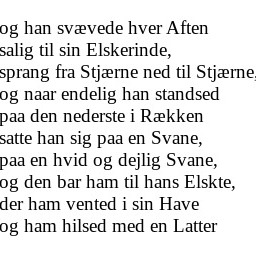 og han svævede hver Aften
salig til sin Elskerinde,
sprang fra Stjærne ned til Stjærne,
og naar endelig han standsed
paa den nederste i Rækken
satte han sig paa en Svane,
paa en hvid og dejlig Svane,
og den bar ham til hans Elskte,
der ham vented i sin Have
og ham hilsed med en Latter